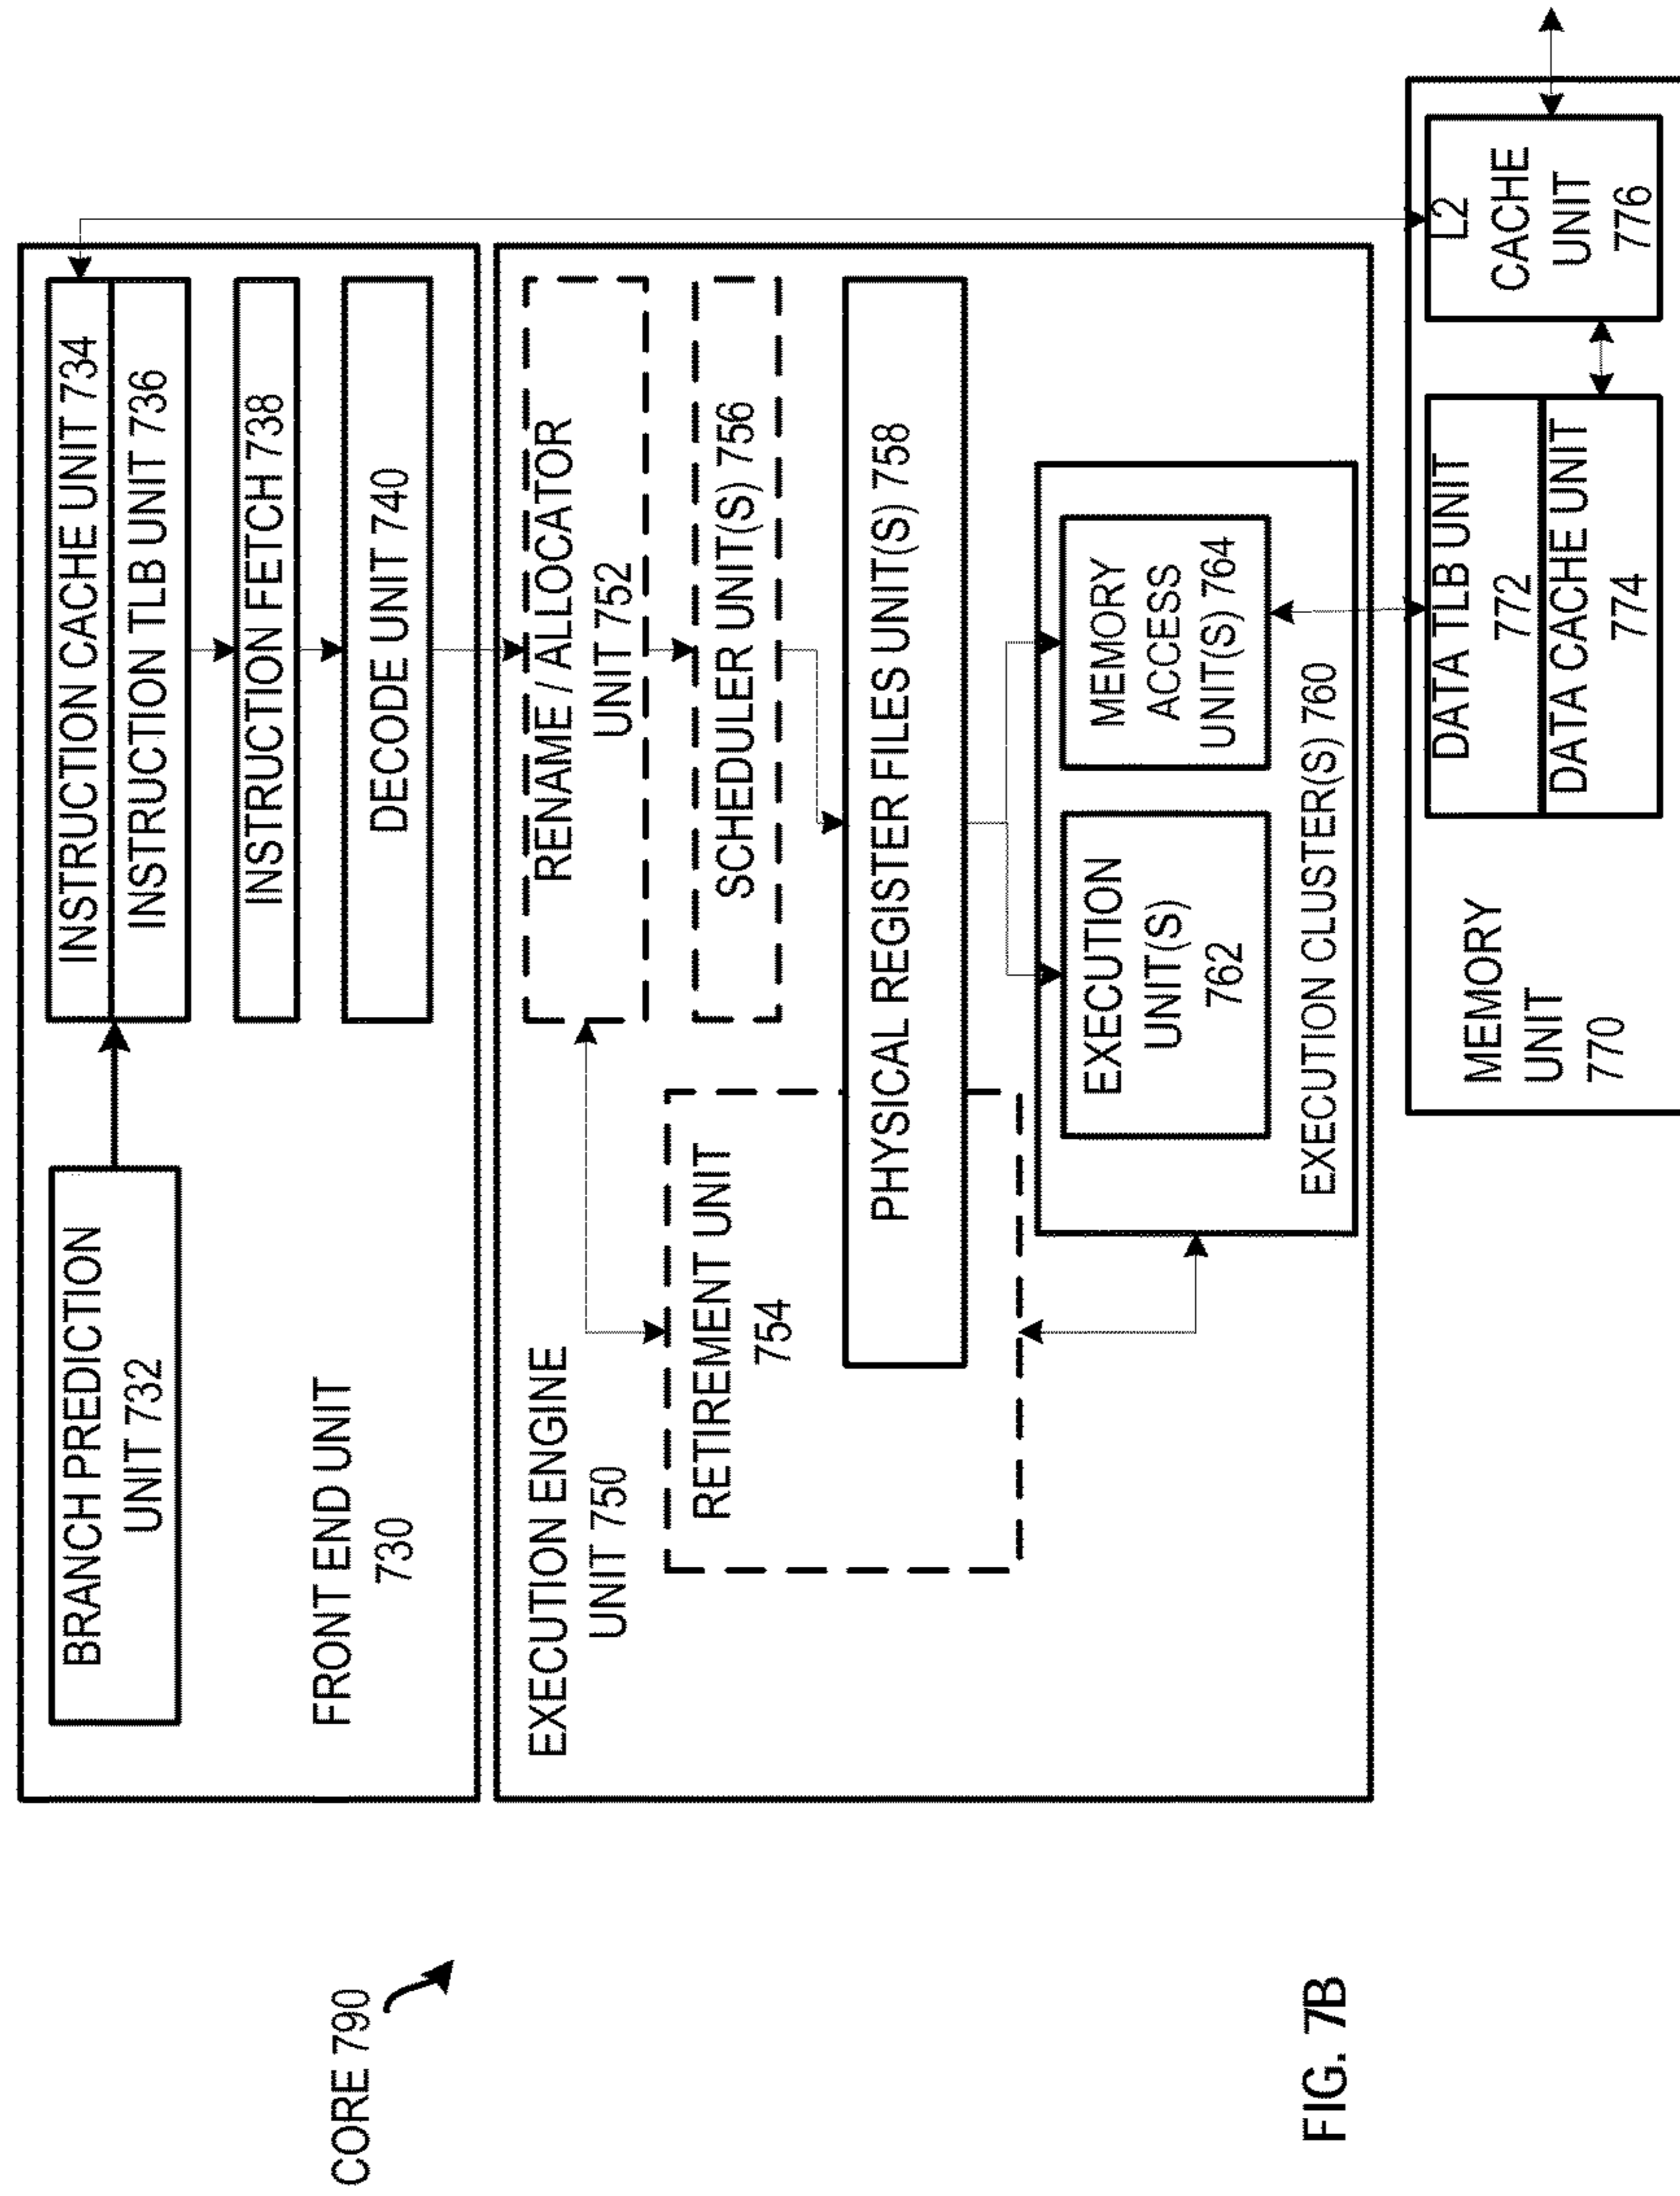 CORE 790
BRANCH PREDICTION
UNIT 732
FRONT END UNIT
730
INSTRUCTION CACHE UNIT 734
INSTRUCTION TLB UNIT 736
INSTRUCTION FETCH 738
DECODE UNIT 740
EXECUTION ENGINE
UNIT 750
RENAME / ALLOCATOR
UNIT 752
RETIREMENT UNIT
754
SCHEDULER UNIT(S) 756
PHYSICAL REGISTER FILES UNIT(S) 758
EXECUTION
UNIT(S)
762
MEMORY
ACCESS
UNIT(S) 764
EXECUTION CLUSTER(S) 760
MEMORY
UNIT
770
DATA TLB UNIT
772
DATA CACHE UNIT
774
L2
CACHE
UNIT
776
FIG. 7B